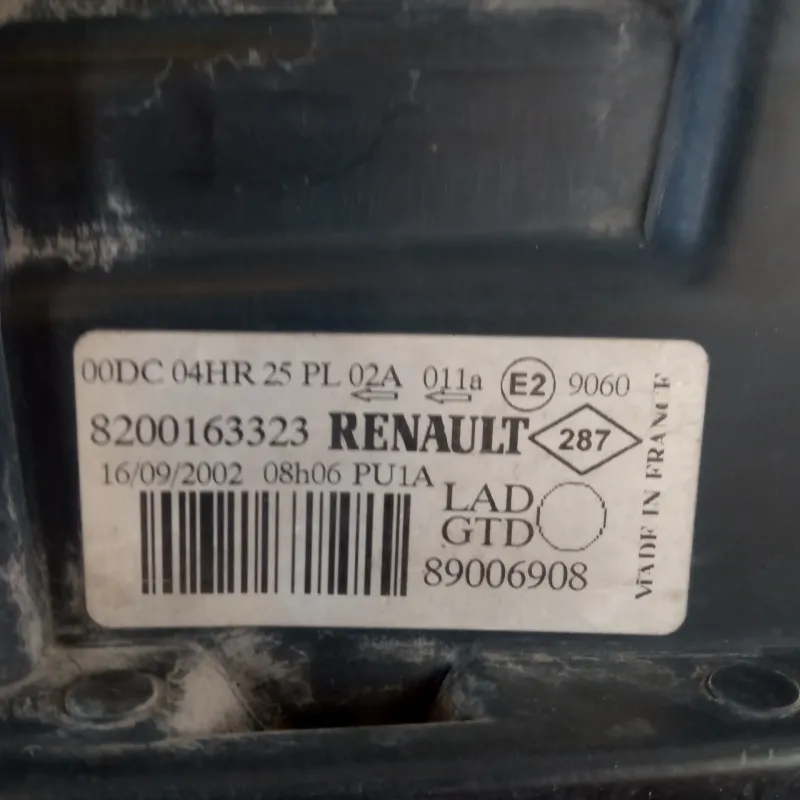 00DC 04HR 25 PL 02A 011a E2 9060
8200163323 RENAULT 287
16/09/2002 08h06 PU1A
LAD
GTD
89006908
MADE IN FRANCE